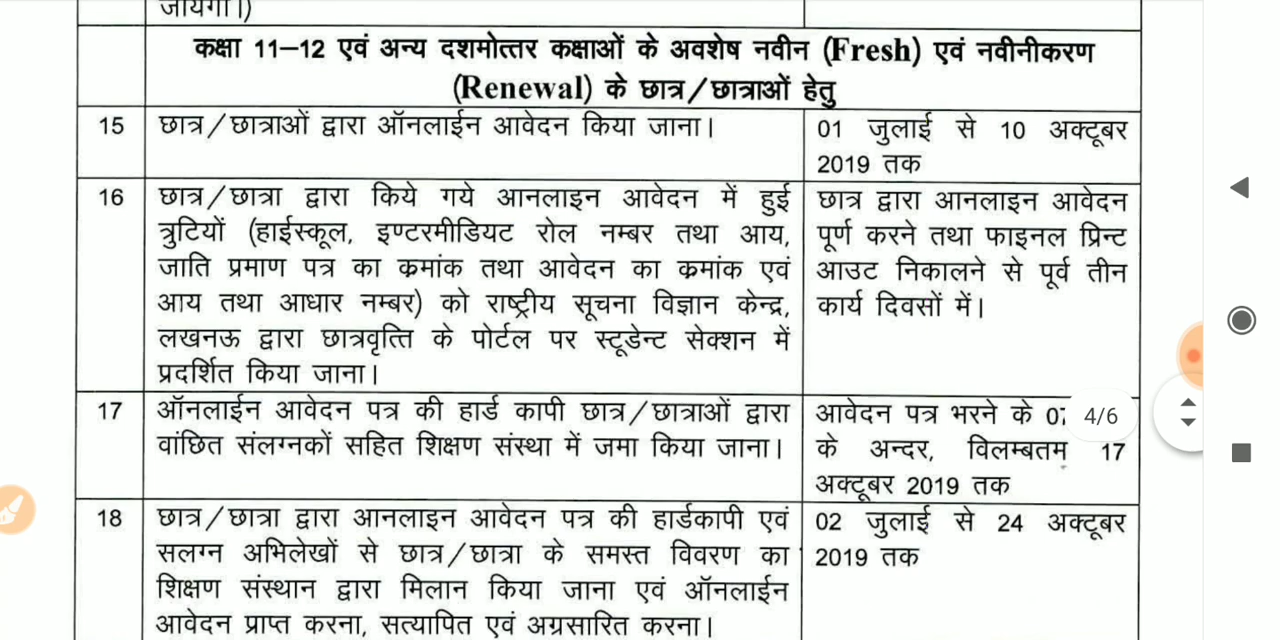 जायेगा।)
कक्षा 11–12 एवं अन्य दशमोत्तर कक्षाओं के अवशेष नवीन (Fresh) एवं नवीनीकरण
(Renewal) के छात्र/छात्राओं हेतु
15 छात्र/छात्राओं द्वारा ऑनलाईन आवेदन किया जाना।
01 जुलाई से 10 अक्टूबर
2019 तक
16 छात्र/छात्रा द्वारा किये गये आनलाइन आवेदन में हुई
त्रुटियों (हाईस्कूल, इण्टरमीडियट रोल नम्बर तथा आय,
जाति प्रमाण पत्र का क्रमांक तथा आवेदन का क्रमांक एवं
आय तथा आधार नम्बर) को राष्ट्रीय सूचना विज्ञान केन्द्र,
लखनऊ द्वारा छात्रवृत्ति के पोर्टल पर स्टूडेन्ट सेक्शन में
प्रदर्शित किया जाना।
छात्र द्वारा आनलाइन आवेदन
पूर्ण करने तथा फाइनल प्रिन्ट
आउट निकालने से पूर्व तीन
कार्य दिवसों में।
17 ऑनलाईन आवेदन पत्र की हार्ड कापी छात्र/छात्राओं द्वारा
वांछित संलग्नकों सहित शिक्षण संस्था में जमा किया जाना।
आवेदन पत्र भरने के
के अन्दर, विलम्बतम 17
अक्टूबर 2019 तक
4/6
18 छात्र/छात्रा द्वारा आनलाइन आवेदन पत्र की हार्डकापी एवं
सलग्न अभिलेखों से छात्र/छात्रा के समस्त विवरण का
शिक्षण संस्थान द्वारा मिलान किया जाना एवं ऑनलाईन
आवेदन प्राप्त करना, सत्यापित एवं अग्रसारित करना।
02 जुलाई से 24 अक्टूबर
2019 तक